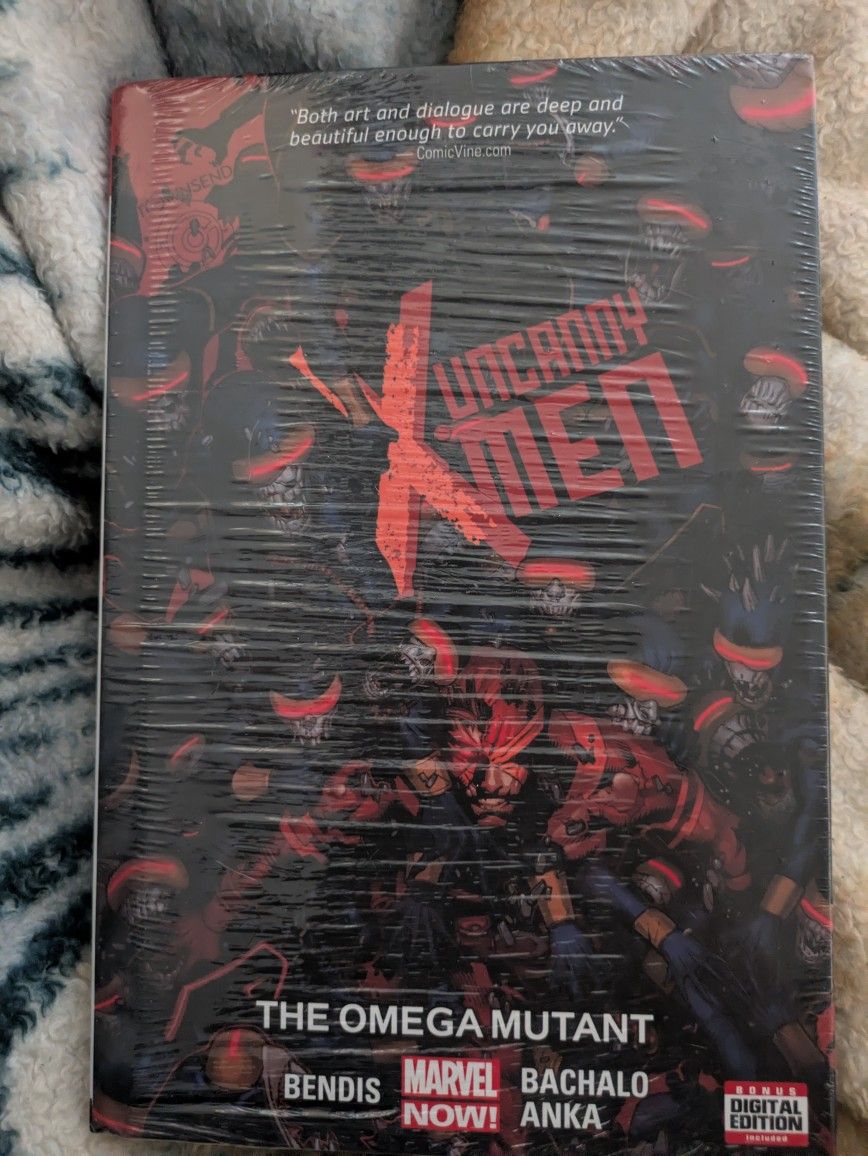 "Both art and dialogue are deep and
beautiful enough to carry you away."
ComicVine.com
TOWNSEND
UNCANNY
X-MEN
THE OMEGA MUTANT
BENDIS
MARVEL
NOW!
BACHALO
ANKA
BONUS
DIGITAL
EDITION
included